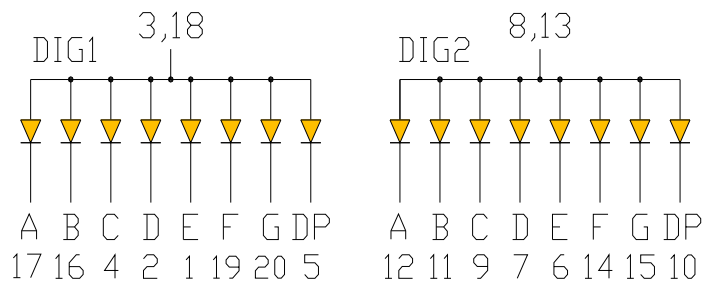 3,18 8,13
DIG1 DIG2
A B C D E F G DP A B C D E F G DP
17 16 4 2 1 19 20 5 12 11 9 7 6 14 15 10